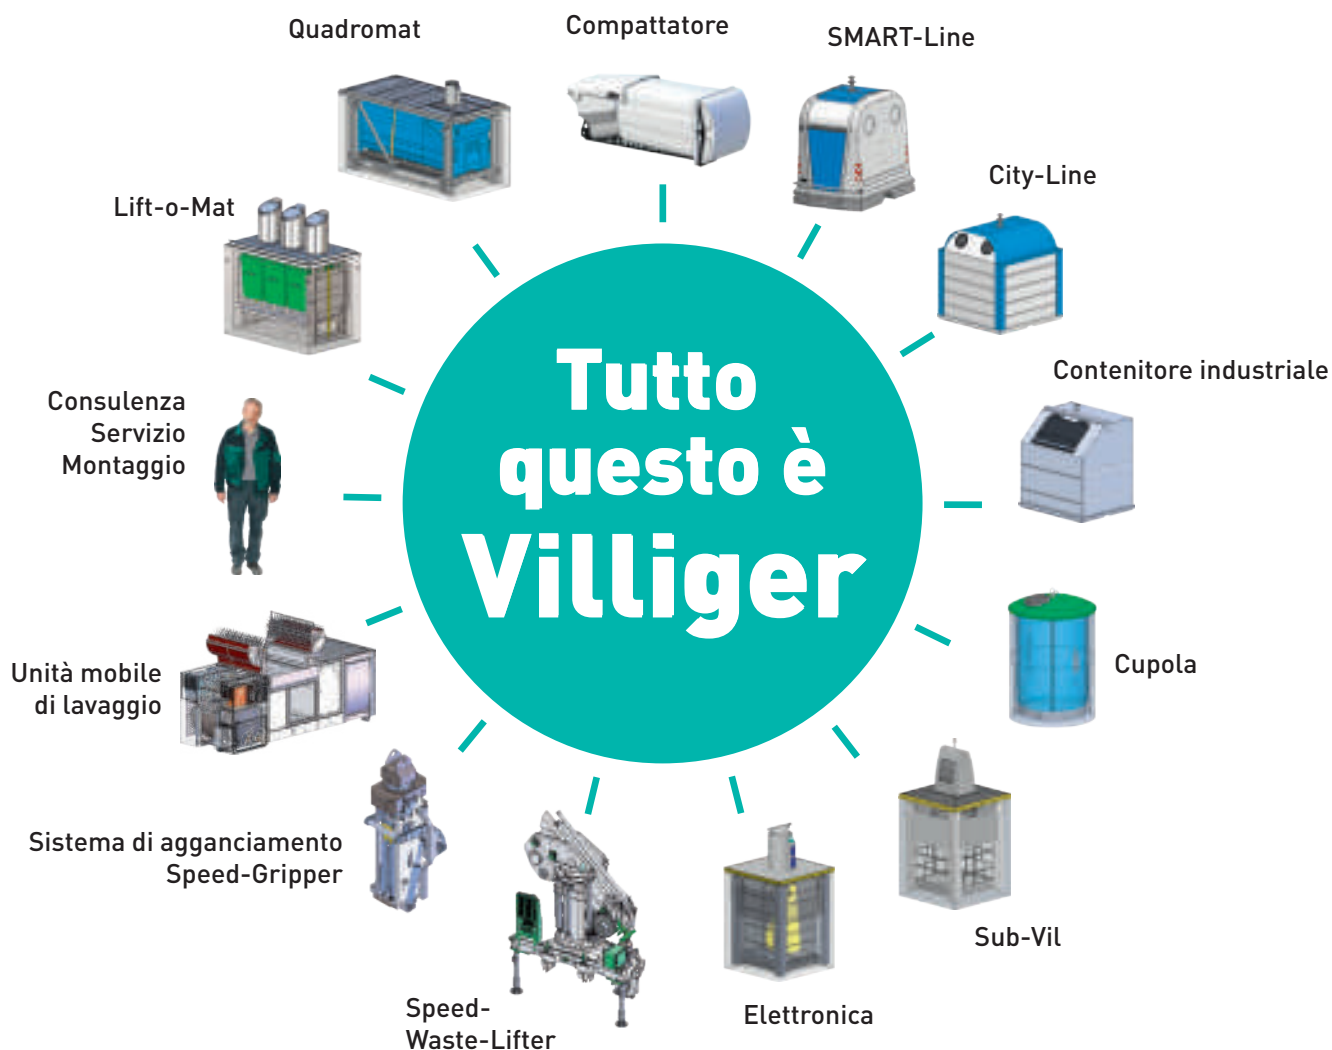 Quadromat
Compattatore
SMART-Line
City-Line
Lift-o-Mat
Contenitore industriale
Consulenza
Servizio
Montaggio
Tutto
questo è
Villiger
Cupola
Unità mobile
di lavaggio
Sistema di agganciamento
Speed-Gripper
Sub-Vil
Speed-
Waste-Lifter
Elettronica